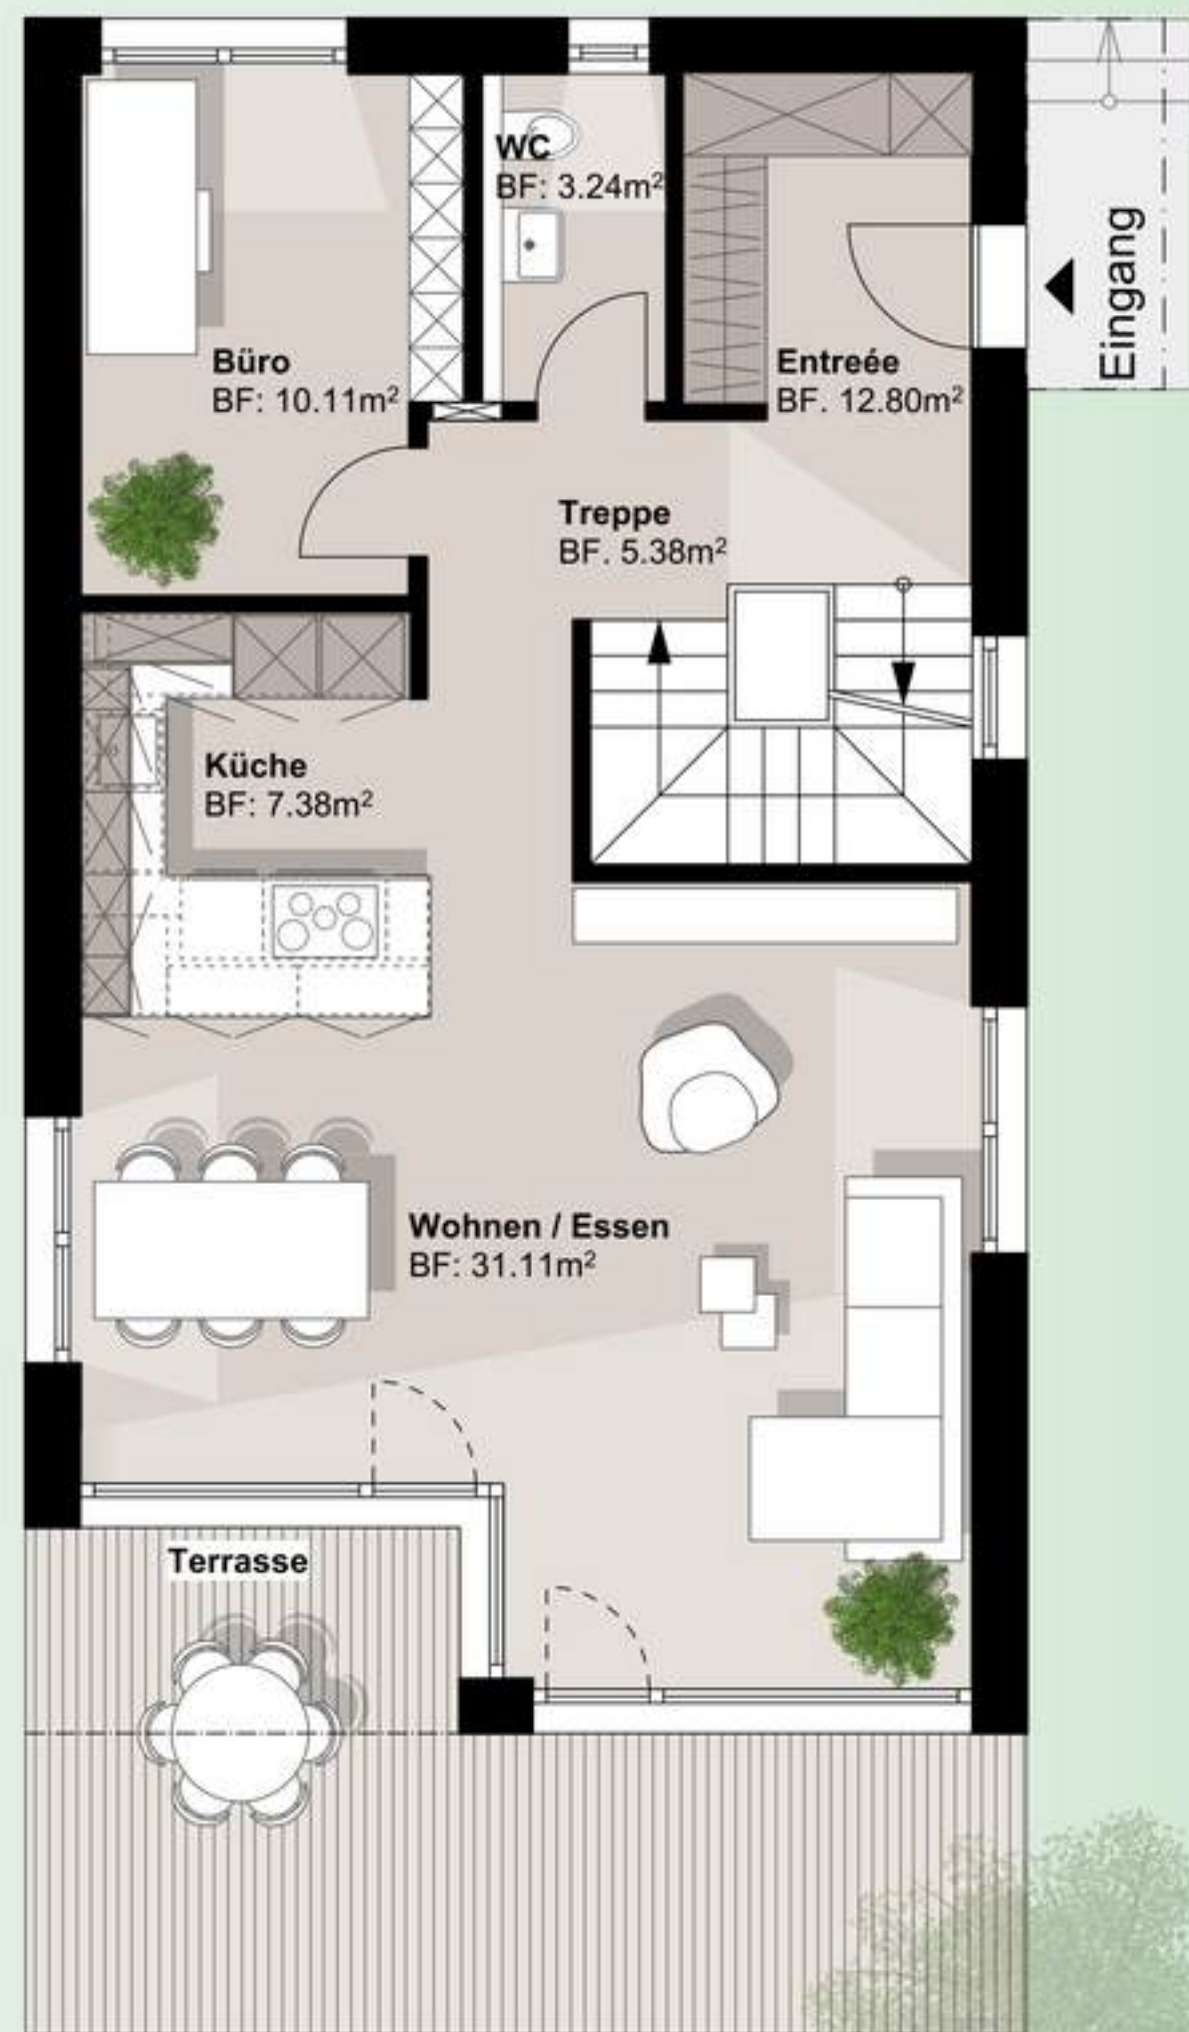 WC
BF: 3.24m²
Eingang
Büro
BF: 10.11m²
Entreée
BF. 12.80m²
Treppe
BF. 5.38m²
Küche
BF: 7.38m²
Wohnen / Essen
BF: 31.11m²
Terrasse